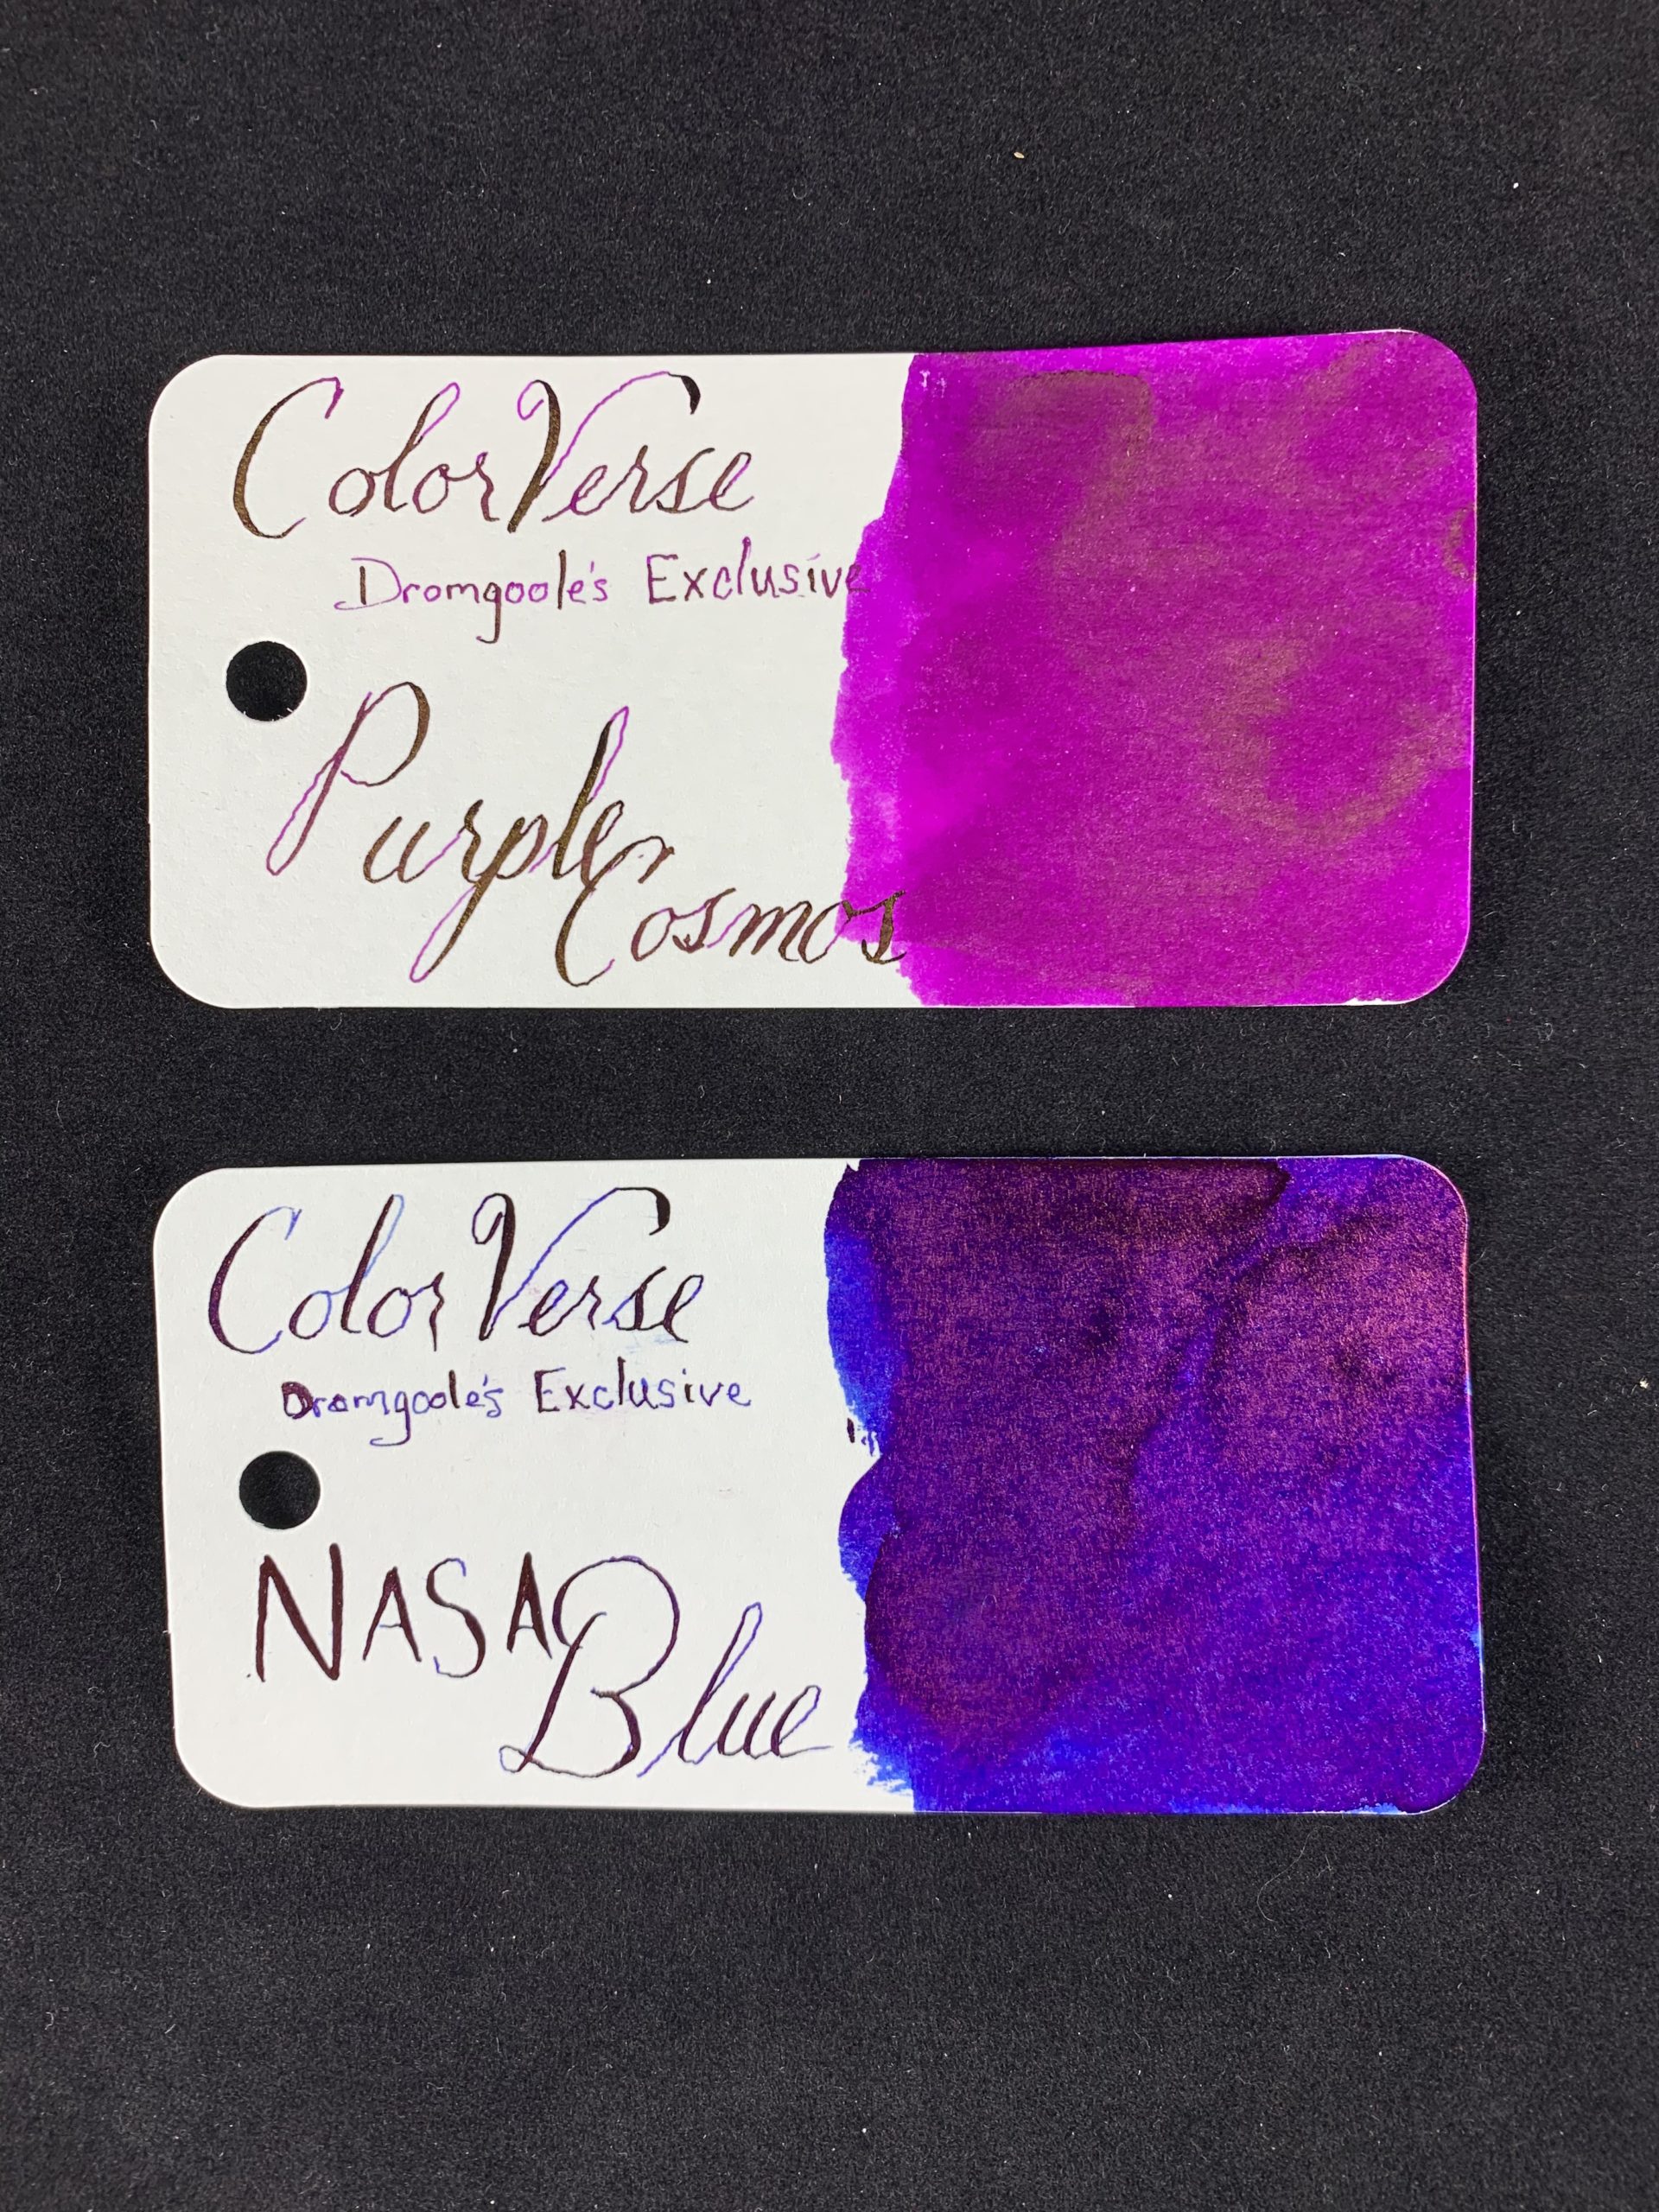 ColorVerse
Dromgoole's Exclusive
Purple
Cosmos
ColorVerse
Dromgoole's Exclusive
NASA
Blue